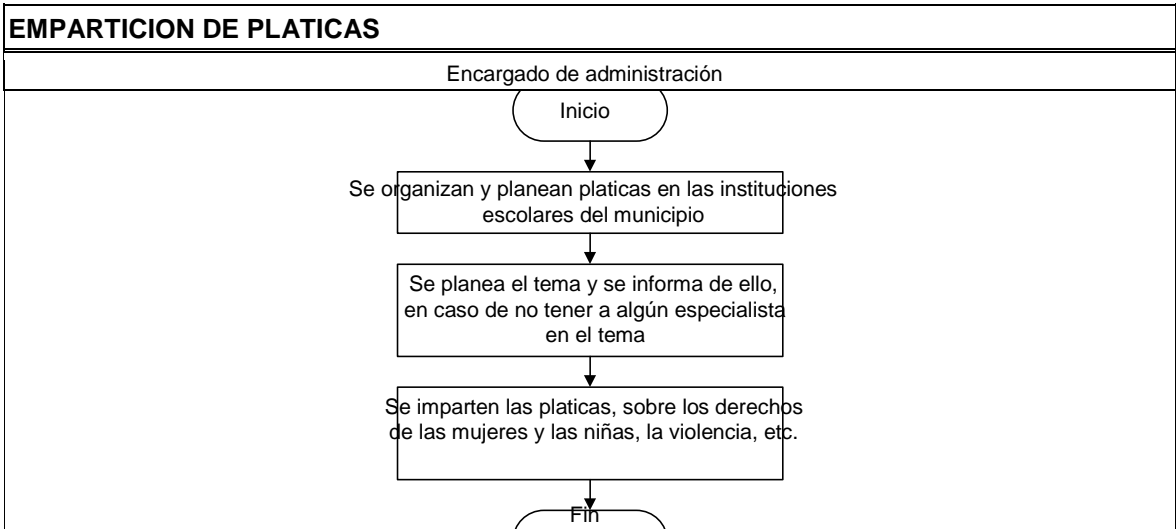 EMPARTICION DE PLATICAS
Encargado de administración
Inicio
Se organizan y planean platicas en las instituciones
escolares del municipio
Se planea el tema y se informa de ello,
en caso de no tener a algún especialista
en el tema
Se imparten las platicas, sobre los derechos
de las mujeres y las niñas, la violencia, etc.
Fin